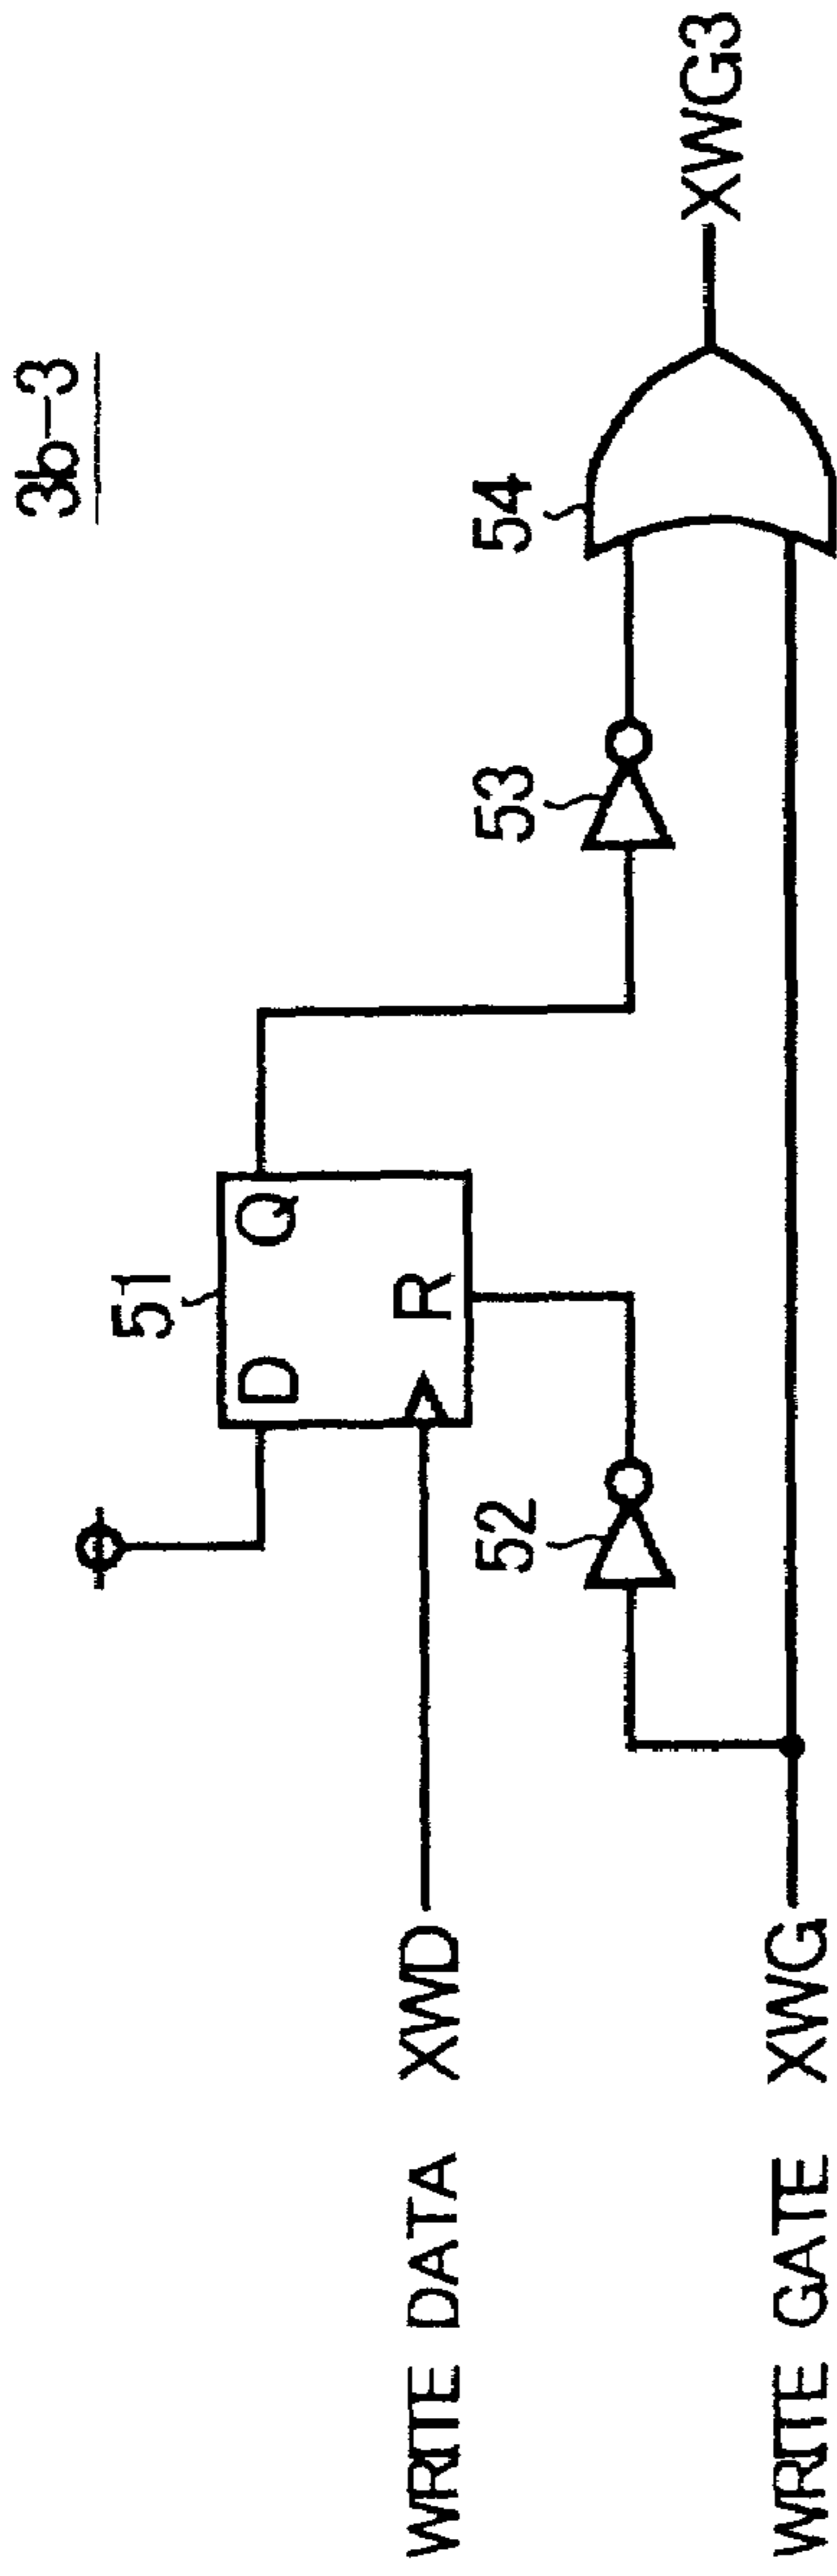 3b-3
51
D
Q
R
52
53
54
XWG3
WRITE DATA XWD
WRITE GATE XWG